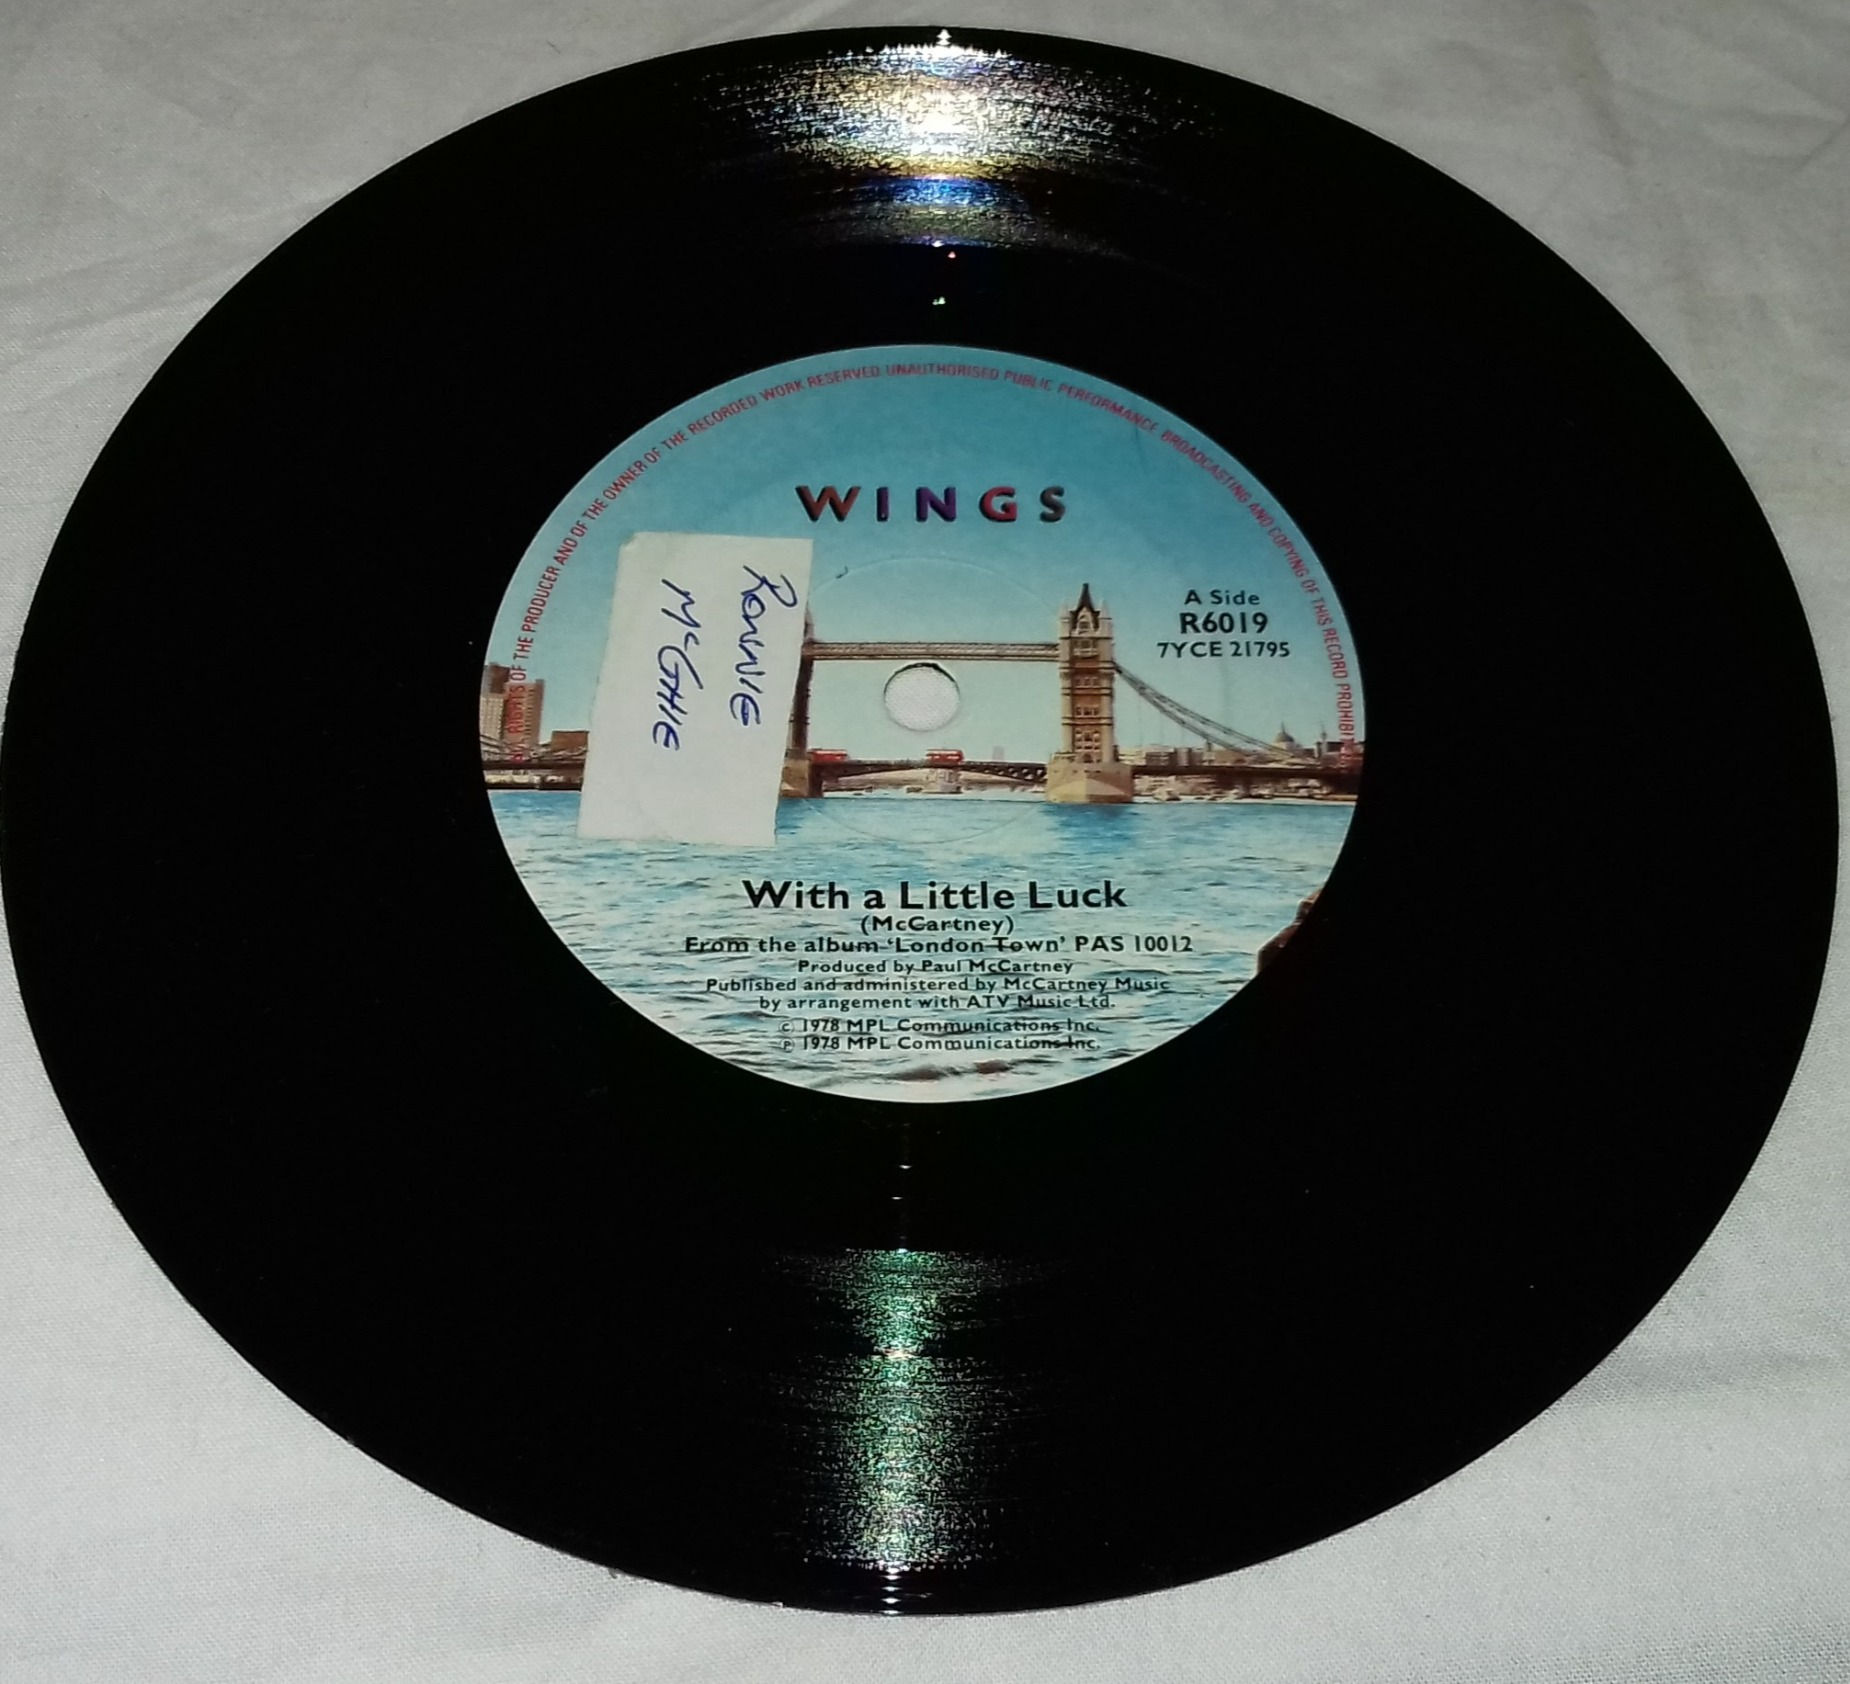 ALL RIGHTS OF THE PRODUCER AND OF THE OWNER OF THE RECORDED WORK RESERVED UNAUTHORISED PUBLIC PERFORMANCE BROADCASTING AND COPYING OF THIS RECORD PROHIBITED
WINGS
RONNIE
McGHIE
A Side
R6019
7YCE 21795
With a Little Luck
(McCartney)
From the album 'London Town' PAS 10012
Produced by Paul McCartney
Published and administered by McCartney Music
by arrangement with ATV Music Ltd.
© 1978 MPL Communications Inc.
℗ 1978 MPL Communications Inc.